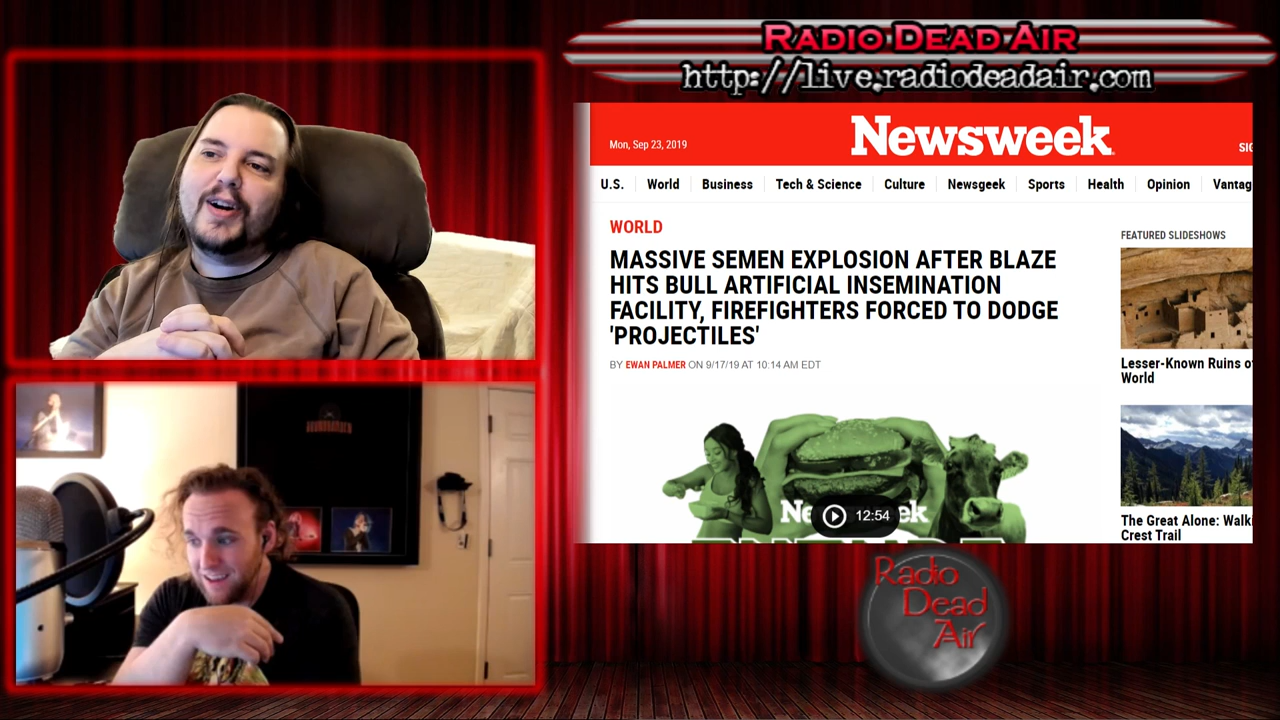 RADIO DEAD AIR
http://live.radiodeadair.com
Mon, Sep 23, 2019
Newsweek
U.S. World Business Tech & Science Culture Newsgeek Sports Health Opinion
WORLD
MASSIVE SEMEN EXPLOSION AFTER BLAZE
HITS BULL ARTIFICIAL INSEMINATION
FACILITY, FIREFIGHTERS FORCED TO DODGE
'PROJECTILES'
BY EWAN PALMER ON 9/17/19 AT 10:14 AM EDT
12:54
FEATURED SLIDESHOWS
Lesser-Known Ruins
World
The Great Alone:
Crest Trail
Radio
Dead
Air